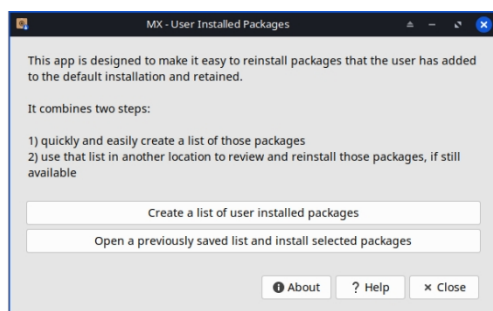 MX - User Installed Packages
This app is designed to make it easy to reinstall packages that the user has added
to the default installation and retained.
It combines two steps:
1) quickly and easily create a list of those packages
2) use that list in another location to review and reinstall those packages, if still
available
Create a list of user installed packages
Open a previously saved list and install selected packages
About ? Help × Close